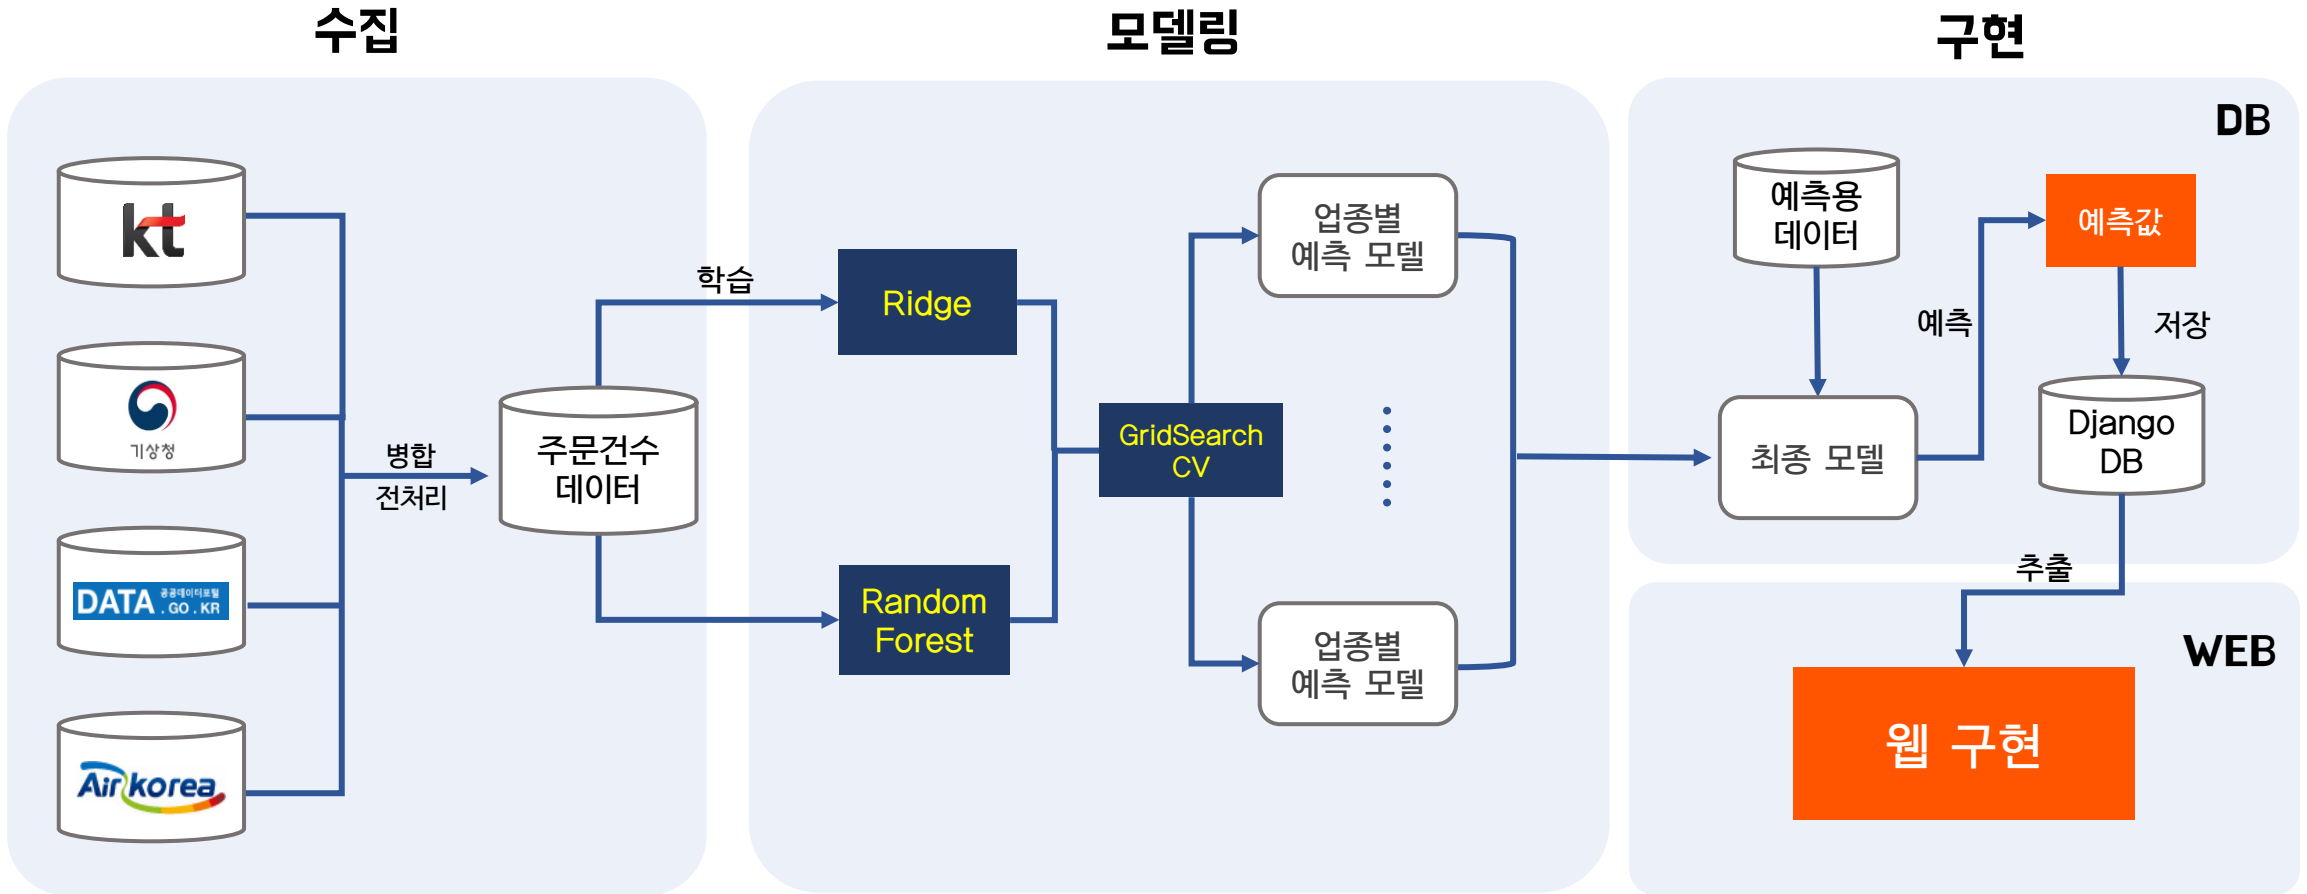 수집
모델링
구현
kt
기상청
DATA 공공데이터포털
. GO . KR
Airkorea
병합
전처리
주문건수
데이터
학습
Ridge
Random
Forest
GridSearch
CV
업종별
예측 모델
업종별
예측 모델
DB
예측용
데이터
최종 모델
예측
예측값
저장
Django
DB
추출
WEB
웹 구현